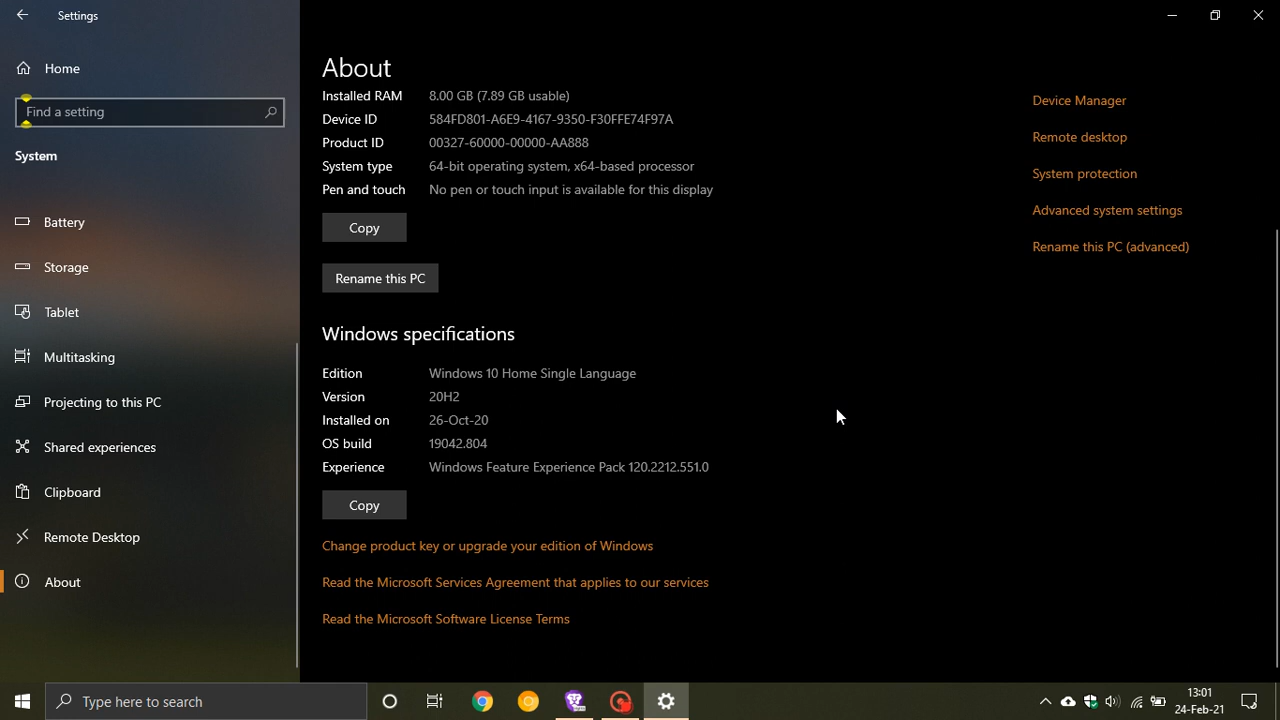 Settings
Home
Find a setting
System
Battery
Storage
Tablet
Multitasking
Projecting to this PC
Shared experiences
Clipboard
Remote Desktop
About
About
Installed RAM 8.00 GB (7.89 GB usable)
Device ID 584FD801-A6E9-4167-9350-F30FFE74F97A
Product ID 00327-60000-00000-AA888
System type 64-bit operating system, x64-based processor
Pen and touch No pen or touch input is available for this display
Copy
Rename this PC
Windows specifications
Edition Windows 10 Home Single Language
Version 20H2
Installed on 26-Oct-20
OS build 19042.804
Experience Windows Feature Experience Pack 120.2212.551.0
Copy
Change product key or upgrade your edition of Windows
Read the Microsoft Services Agreement that applies to our services
Read the Microsoft Software License Terms
Device Manager
Remote desktop
System protection
Advanced system settings
Rename this PC (advanced)
Type here to search
13:01
24-Feb-21